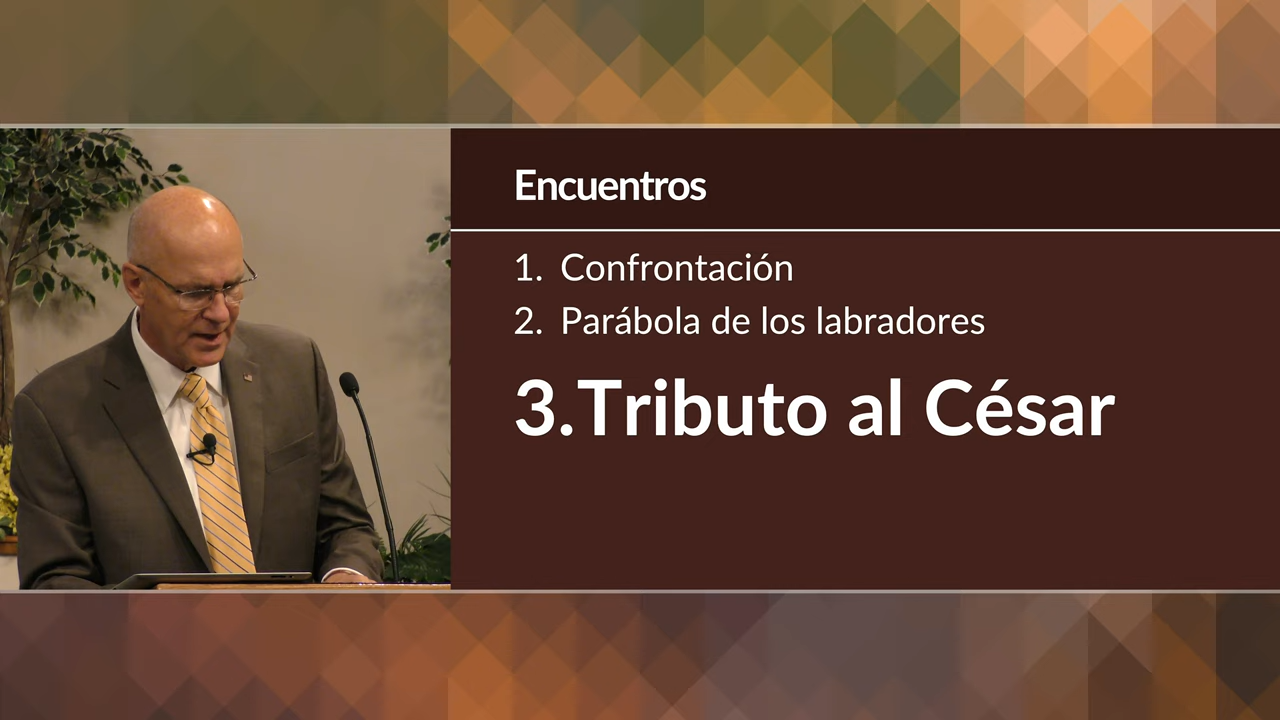 Encuentros
1. Confrontación
2. Parábola de los labradores
3.Tributo al César